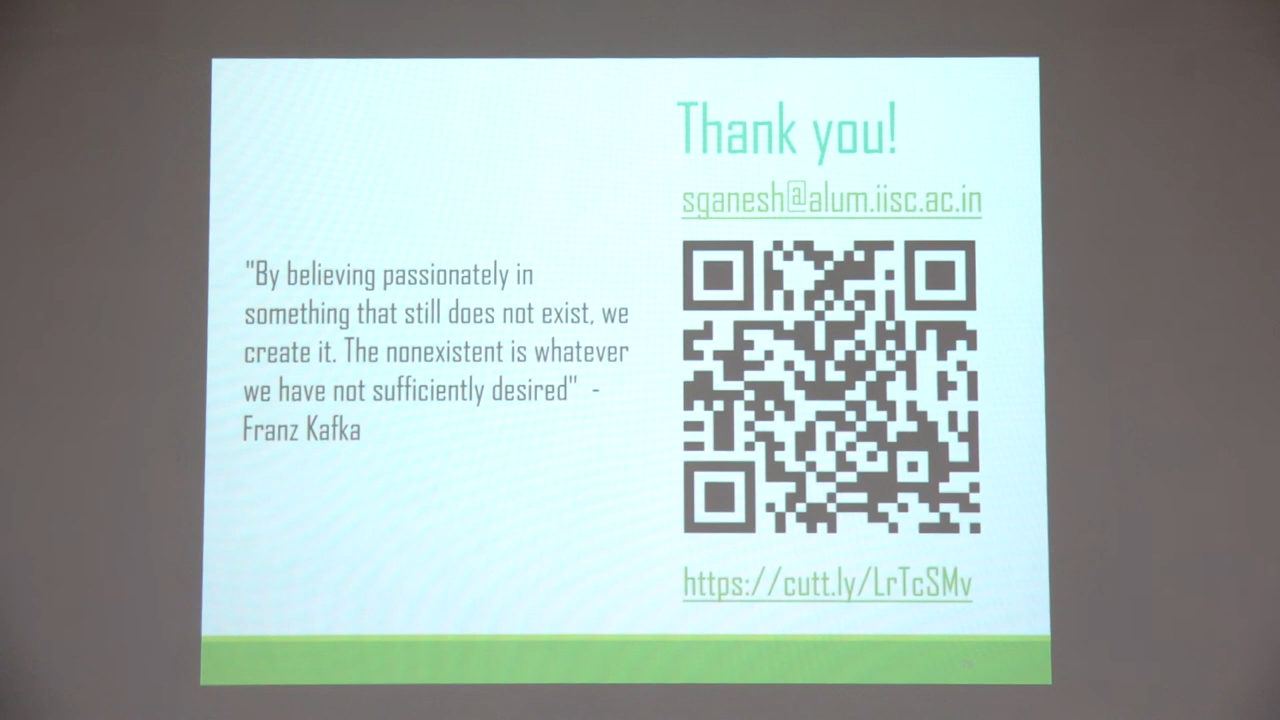 Thank you!
sganesh@alum.iisc.ac.in
"By believing passionately in
something that still does not exist, we
create it. The nonexistent is whatever
we have not sufficiently desired" -
Franz Kafka
https://cutt.ly/LrTcSMv